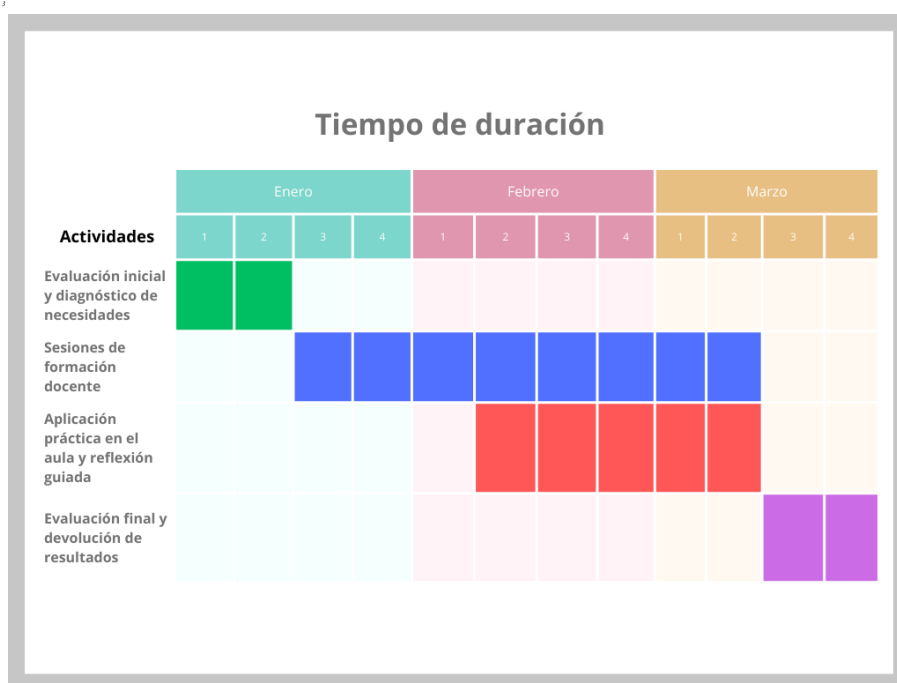 3
Tiempo de duración
Enero Febrero Marzo
Actividades 1 2 3 4 1 2 3 4 1 2 3 4
Evaluación inicial
y diagnóstico de
necesidades
Sesiones de
formación
docente
Aplicación
práctica en el
aula y reflexión
guiada
Evaluación final y
devolución de
resultados